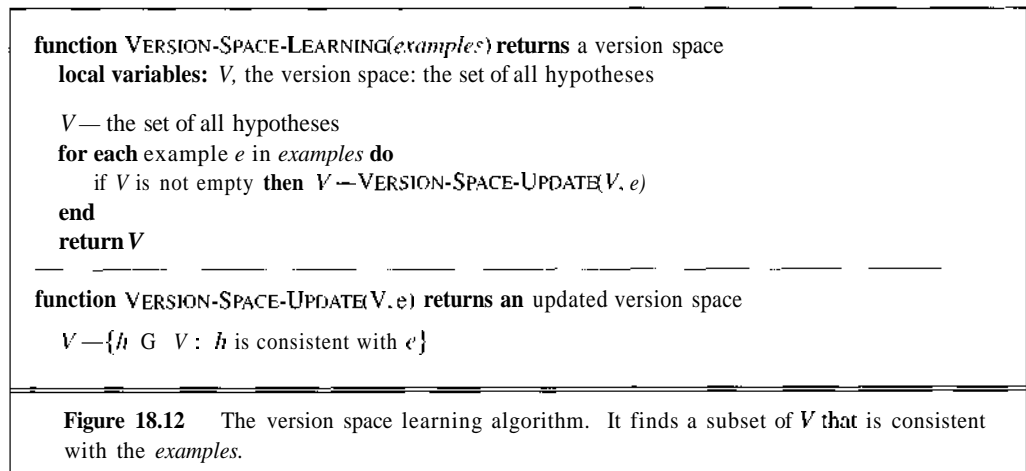 function VERSION-SPACE-LEARNING(examples) returns a version space
local variables: V, the version space: the set of all hypotheses
V — the set of all hypotheses
for each example e in examples do
if V is not empty then V —VERSION-SPACE-UPDATE(V, e)
end
return V
function VERSION-SPACE-UPDATE(V, e) returns an updated version space
V —{h G V : h is consistent with e}
Figure 18.12 The version space learning algorithm. It finds a subset of V that is consistent
with the examples.